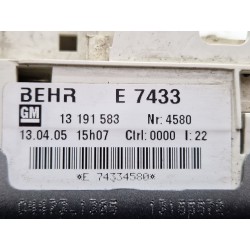 BEHR E 7433
GM 13 191 583 Nr: 4580
13.04.05 15h07 Ctrl: 0000 I: 22
*E 74334580*